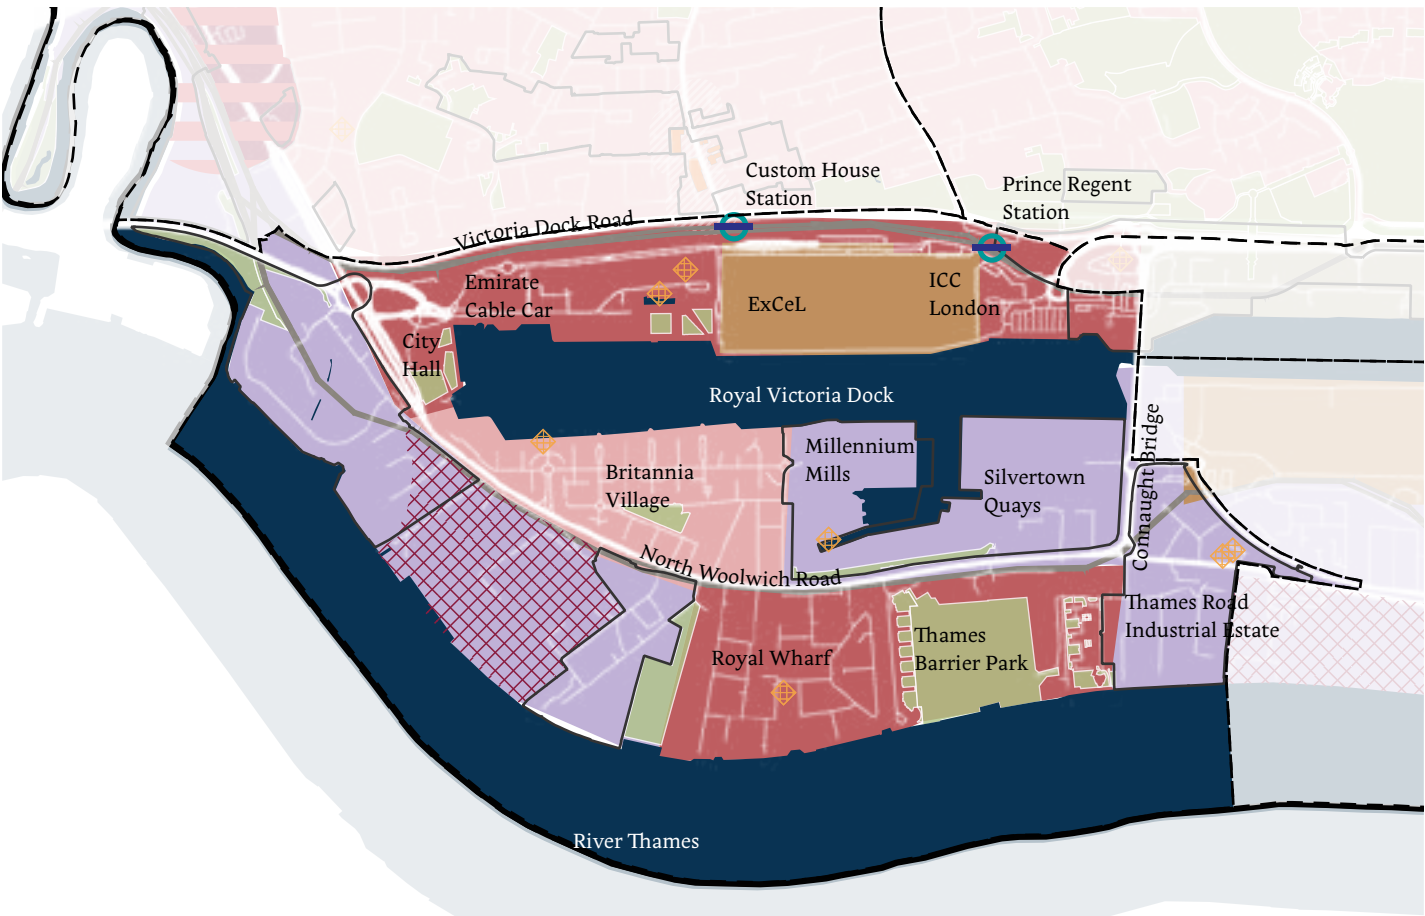 Custom House
Station
Prince Regent
Station
Victoria Dock Road
Emirate
Cable Car
ExCeL
ICC
London
City
Hall
Royal Victoria Dock
Millennium
Mills
Britannia
Village
Silvertown
Quays
Connaught Bridge
North Woolwich Road
Thames Road
Industrial Estate
Thames
Barrier Park
Royal Wharf
River Thames